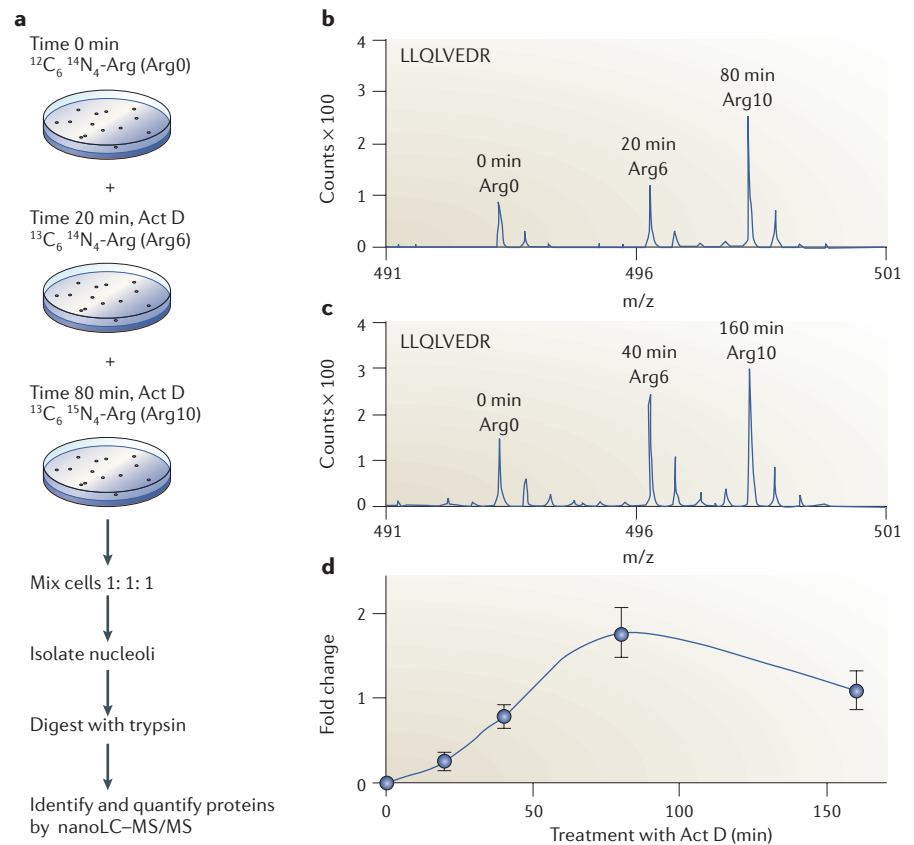 a
Time 0 min
¹²C₆ ¹⁴N₄-Arg (Arg0)
+
Time 20 min, Act D
¹³C₆ ¹⁴N₄-Arg (Arg6)
+
Time 80 min, Act D
¹³C₆ ¹⁵N₄-Arg (Arg10)
Mix cells 1: 1: 1
Isolate nucleoli
Digest with trypsin
Identify and quantify proteins
by nanoLC–MS/MS
b
LLQLVEDR
Counts × 100
4
3
2
1
0
0 min
Arg0
20 min
Arg6
80 min
Arg10
491
496
501
m/z
c
LLQLVEDR
Counts × 100
4
3
2
1
0
0 min
Arg0
40 min
Arg6
160 min
Arg10
491
496
501
m/z
d
Fold change
2
1
0
0
50
100
150
Treatment with Act D (min)